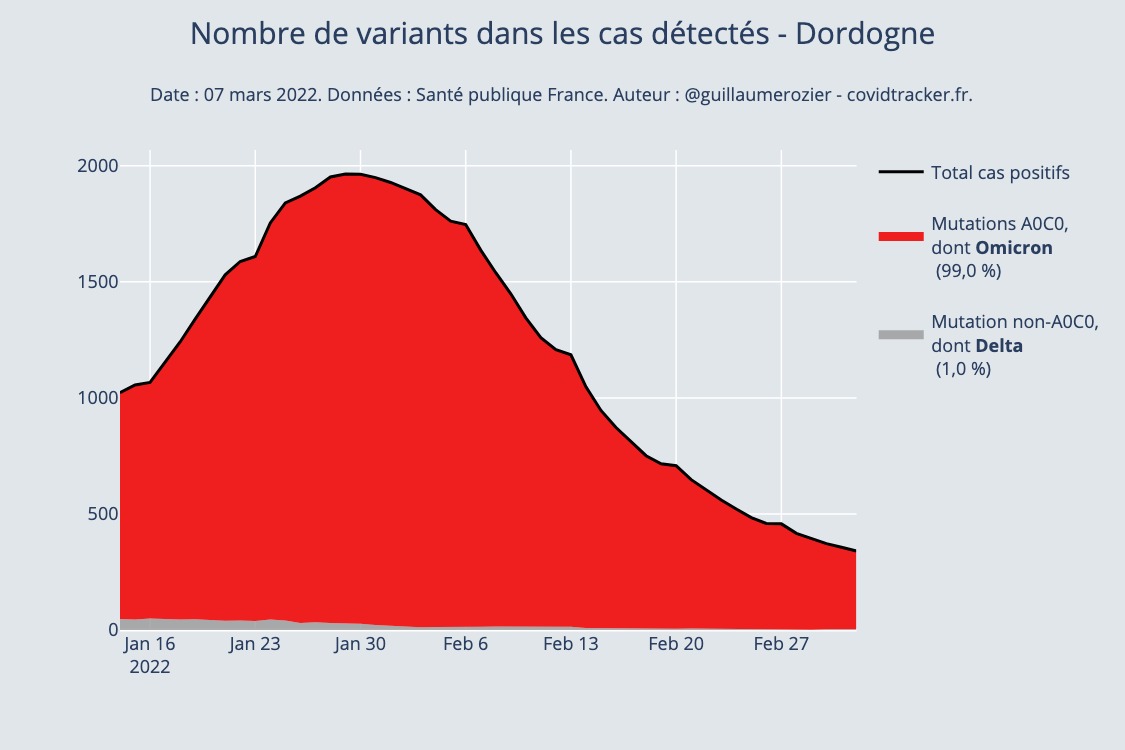 Nombre de variants dans les cas détectés - Dordogne
Date : 07 mars 2022. Données : Santé publique France. Auteur : @guillaumerozier - covidtracker.fr.
2000
1500
1000
500
0
Jan 16
2022
Jan 23
Jan 30
Feb 6
Feb 13
Feb 20
Feb 27
Total cas positifs
Mutations A0C0,
dont Omicron
(99,0 %)
Mutation non-A0C0,
dont Delta
(1,0 %)